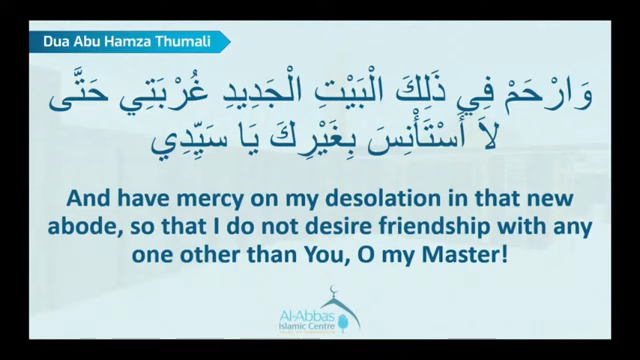 Dua Abu Hamza Thumali
وَارْحَمْ فِي ذَلِكَ الْبَيْتِ الْجَدِيدِ غُرْبَتِي حَتَّى
لاَ أَسْتَأْنِسَ بِغَيْرِكَ يَا سَيِّدِي
And have mercy on my desolation in that new
abode, so that I do not desire friendship with any
one other than You, O my Master!
Al-Abbas
Islamic Centre